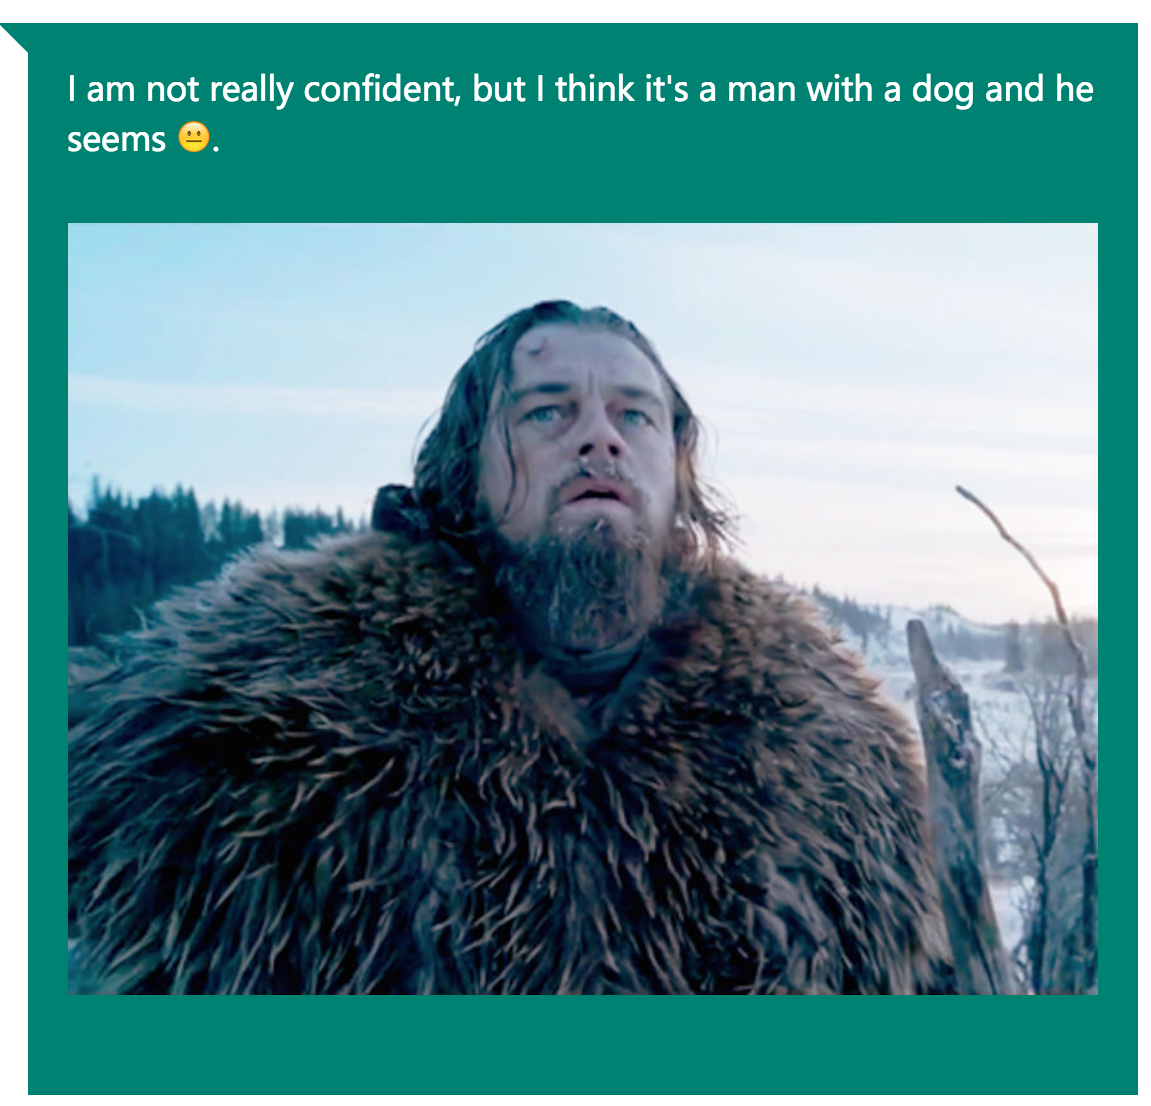 I am not really confident, but I think it's a man with a dog and he
seems 😐.